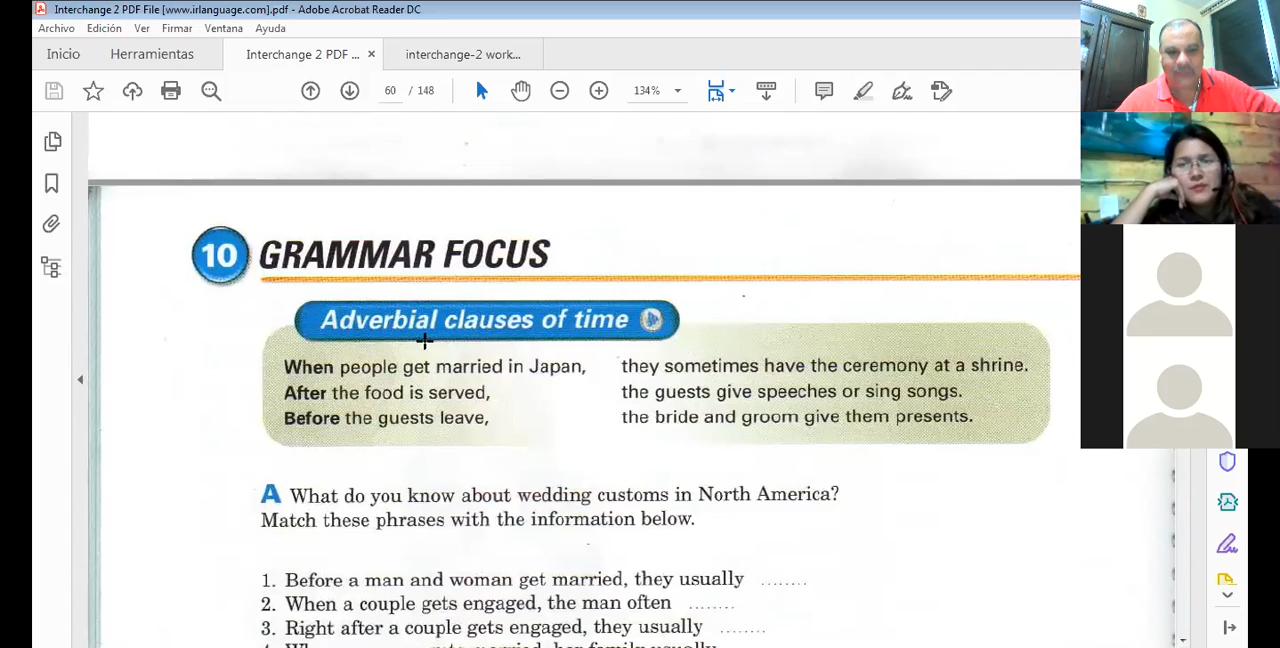 Interchange 2 PDF File [www.irlanguage.com].pdf - Adobe Acrobat Reader DC
Archivo Edición Ver Firmar Ventana Ayuda
Inicio Herramientas Interchange 2 PDF ... × interchange-2 work...
60 / 148 134%
10 GRAMMAR FOCUS
Adverbial clauses of time
When people get married in Japan, they sometimes have the ceremony at a shrine.
After the food is served, the guests give speeches or sing songs.
Before the guests leave, the bride and groom give them presents.
A What do you know about wedding customs in North America?
Match these phrases with the information below.
1. Before a man and woman get married, they usually ........
2. When a couple gets engaged, the man often ........
3. Right after a couple gets engaged, they usually ........